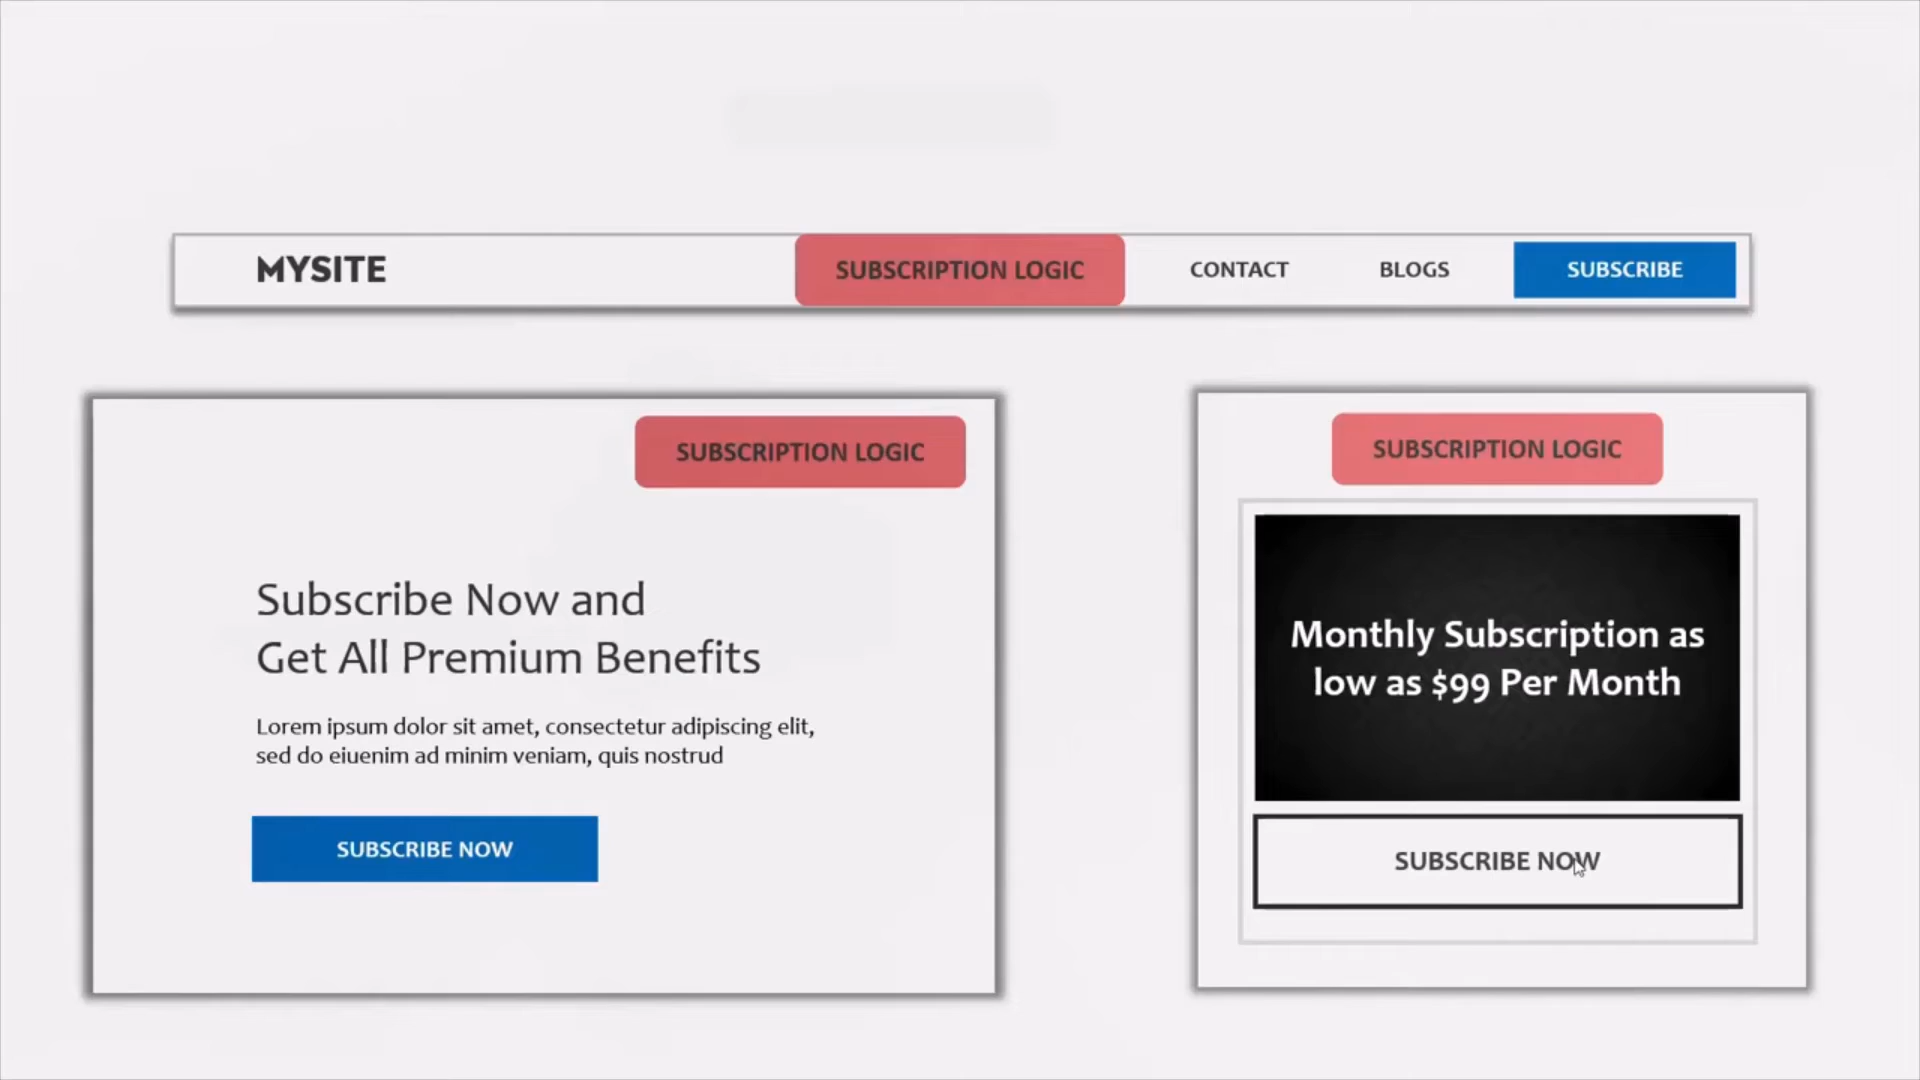 MYSITE
SUBSCRIPTION LOGIC
CONTACT
BLOGS
SUBSCRIBE
SUBSCRIPTION LOGIC
Subscribe Now and
Get All Premium Benefits
Lorem ipsum dolor sit amet, consectetur adipiscing elit,
sed do eiuenim ad minim veniam, quis nostrud
SUBSCRIBE NOW
SUBSCRIPTION LOGIC
Monthly Subscription as
low as $99 Per Month
SUBSCRIBE NOW